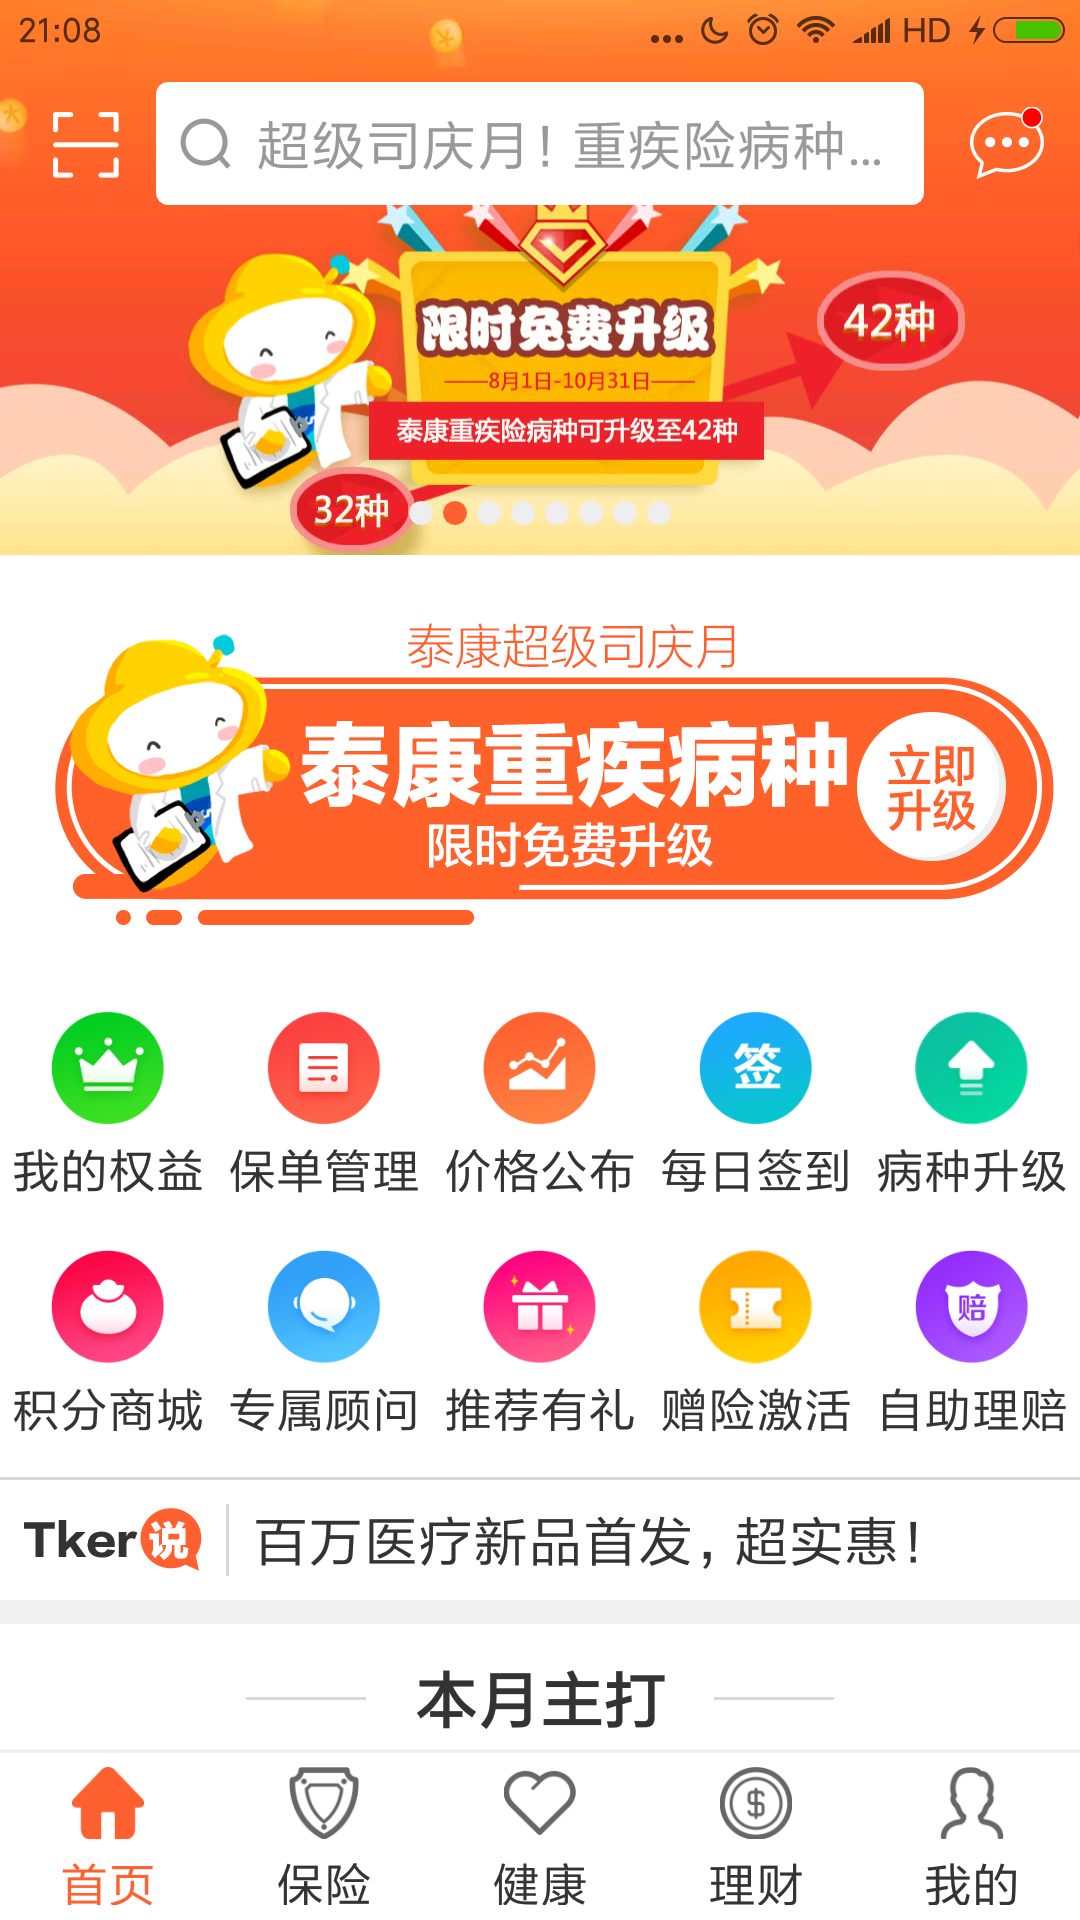 21:08
HD
超级司庆月！重疾险病种...
限时免费升级
——8月1日-10月31日——
泰康重疾险病种可升级至42种
42种
32种
泰康超级司庆月
泰康重疾病种
限时免费升级
立即
升级
签
我的权益 保单管理 价格公布 每日签到 病种升级
赔
积分商城 专属顾问 推荐有礼 赠险激活 自助理赔
Tker说 百万医疗新品首发，超实惠！
本月主打
首页 保险 健康 理财 我的